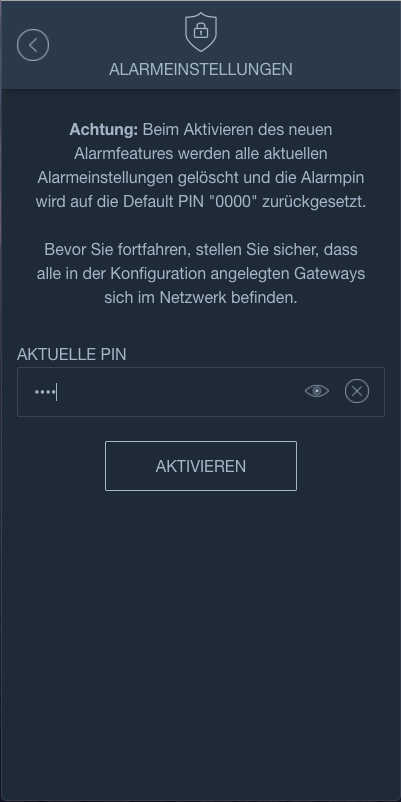 ALARMEINSTELLUNGEN
Achtung: Beim Aktivieren des neuen
Alarmfeatures werden alle aktuellen
Alarmeinstellungen gelöscht und die Alarmpin
wird auf die Default PIN "0000" zurückgesetzt.
Bevor Sie fortfahren, stellen Sie sicher, dass
alle in der Konfiguration angelegten Gateways
sich im Netzwerk befinden.
AKTUELLE PIN
••••
AKTIVIEREN